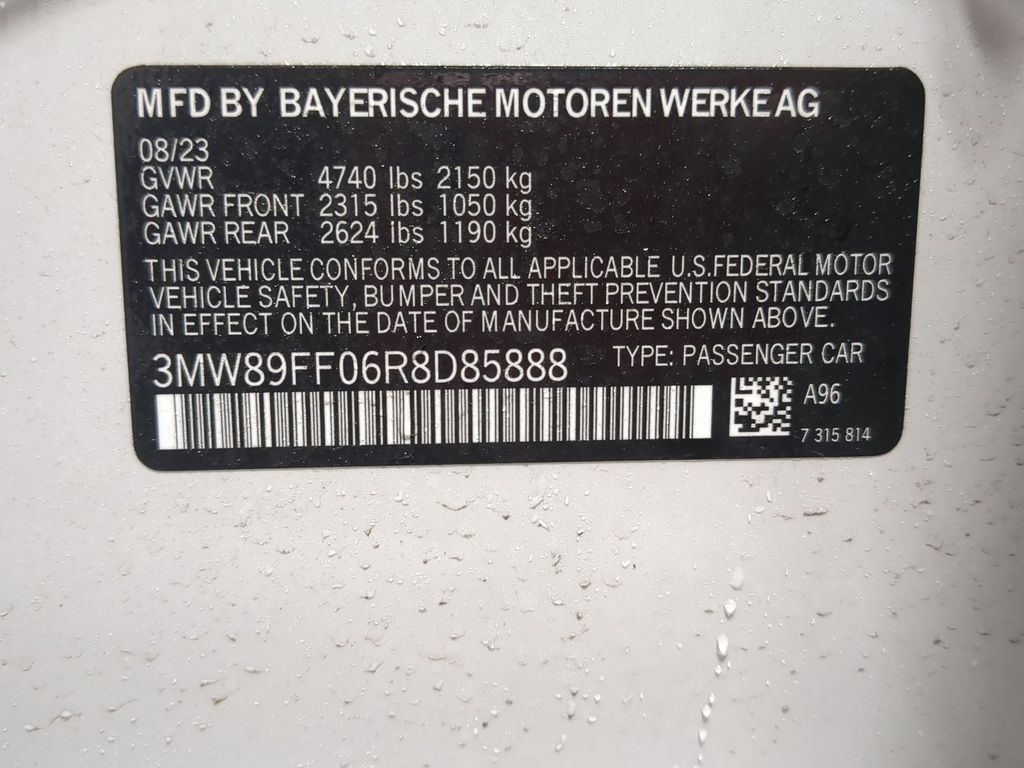 MFD BY BAYERISCHE MOTOREN WERKE AG
08/23
GVWR 4740 lbs 2150 kg
GAWR FRONT 2315 lbs 1050 kg
GAWR REAR 2624 lbs 1190 kg
THIS VEHICLE CONFORMS TO ALL APPLICABLE U.S.FEDERAL MOTOR
VEHICLE SAFETY, BUMPER AND THEFT PREVENTION STANDARDS
IN EFFECT ON THE DATE OF MANUFACTURE SHOWN ABOVE.
3MW89FF06R8D85888 TYPE: PASSENGER CAR
A96
7 315 814